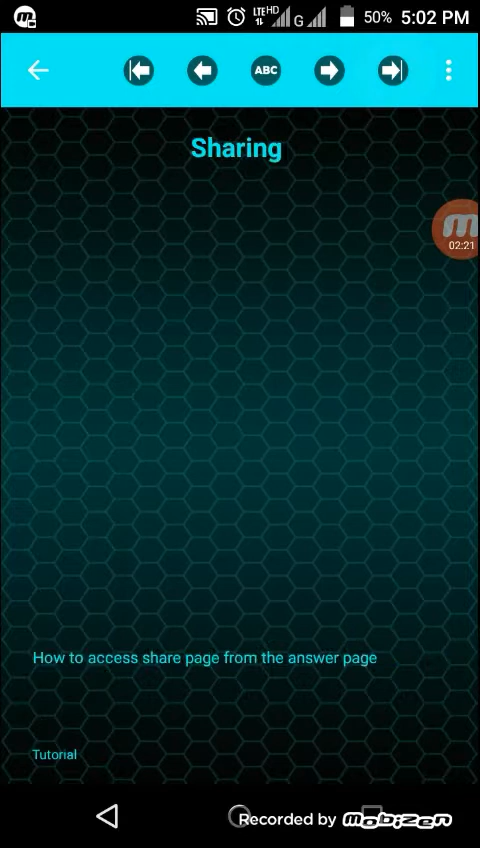 LTE HD G 50% 5:02 PM
ABC
Sharing
02:21
How to access share page from the answer page
Tutorial
Recorded by Mobizen